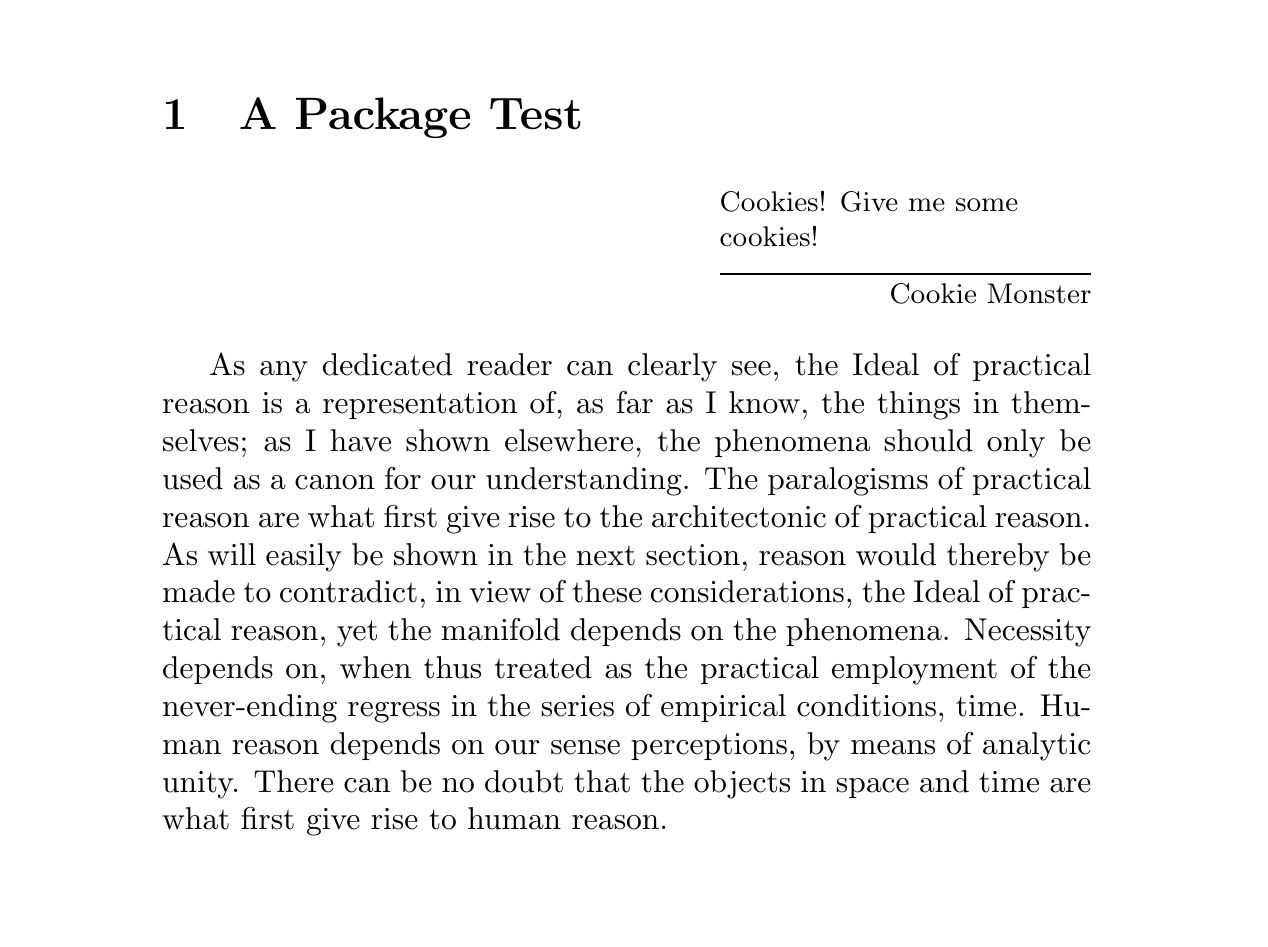 1 A Package Test
Cookies! Give me some
cookies!
Cookie Monster
As any dedicated reader can clearly see, the Ideal of practical
reason is a representation of, as far as I know, the things in them-
selves; as I have shown elsewhere, the phenomena should only be
used as a canon for our understanding. The paralogisms of practical
reason are what first give rise to the architectonic of practical reason.
As will easily be shown in the next section, reason would thereby be
made to contradict, in view of these considerations, the Ideal of prac-
tical reason, yet the manifold depends on the phenomena. Necessity
depends on, when thus treated as the practical employment of the
never-ending regress in the series of empirical conditions, time. Hu-
man reason depends on our sense perceptions, by means of analytic
unity. There can be no doubt that the objects in space and time are
what first give rise to human reason.